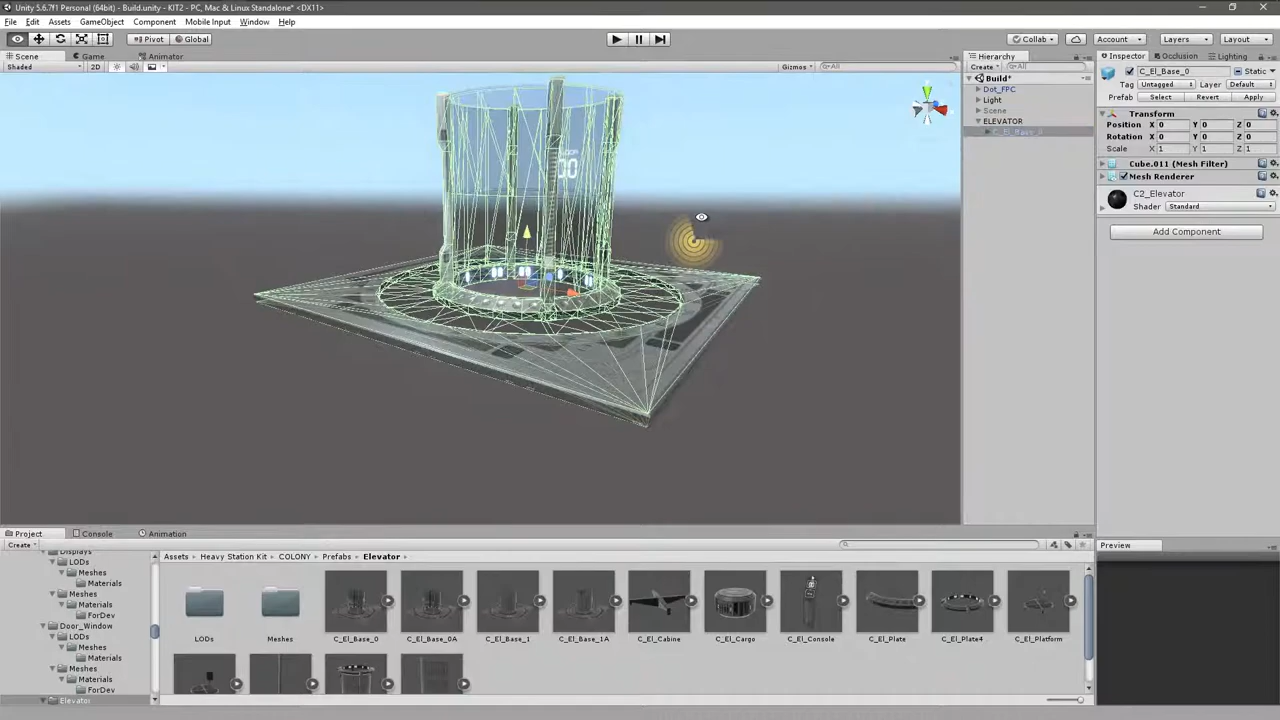 Unity 5.6.7f1 Personal (64bit) - Build.unity - KIT2 - PC, Mac & Linux Standalone* <DX11>
File Edit Assets GameObject Component Mobile Input Window Help
Pivot Global Collab Account Layers Layout
Scene Game Animator
Shaded 2D Gizmos All
00
Hierarchy
Create All
Build*
Dot_FPC
Light
Scene
ELEVATOR
C_El_Base_0
Inspector Occlusion Lighting
C_El_Base_0 Static
Tag Untagged Layer Default
Prefab Select Revert Apply
Transform
Position X 0 Y 0 Z 0
Rotation X 0 Y 0 Z 0
Scale X 1 Y 1 Z 1
Cube.011 (Mesh Filter)
Mesh Renderer
C2_Elevator
Shader Standard
Add Component
Preview
Project Console Animation
Create
Displays
LODs
Meshes
Materials
Meshes
Materials
ForDev
Door_Window
LODs
Meshes
Materials
Meshes
Materials
ForDev
Elevator
Assets Heavy Station Kit COLONY Prefabs Elevator
LODs Meshes C_El_Base_0 C_El_Base_0A C_El_Base_1 C_El_Base_1A C_El_Cabine C_El_Cargo C_El_Console C_El_Plate C_El_Plate4 C_El_Platform